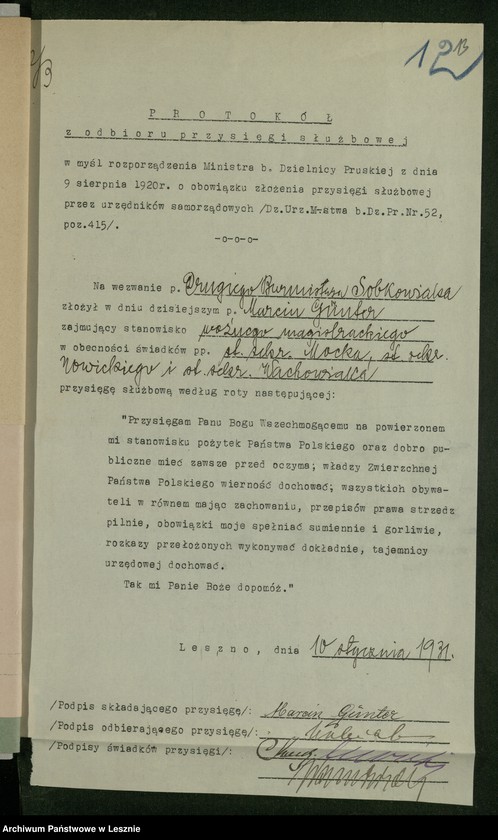 12 13
P R O T O K Ó Ł
z odbioru przysięgi służbowej
w myśl rozporządzenia Ministra b. Dzielnicy Pruskiej z dnia
9 sierpnia 1920r. o obowiązku złożenia przysięgi służbowej
przez urzędników samorządowych /Dz.Urz.M-stwa b.Dz.Pr.Nr.52,
poz.415/.
-o-o-o-
Na wezwanie p. Drugiego Burmistrza Sobkowiaka
złożył w dniu dzisiejszym p. Marcin Günter
zajmujący stanowisko woźnego magistrackiego
w obecności świadków pp. st. sekr. Mocka, st. sekr.
Nowickiego i st. sekr. Wachowiaka
przysięgę służbową według roty następującej:
"Przysięgam Panu Bogu Wszechmogącemu na powierzonem
mi stanowisku pożytek Państwa Polskiego oraz dobro pu-
bliczne mieć zawsze przed oczyma; władzy Zwierzchnej
Państwa Polskiego wierność dochować; wszystkich obywa-
teli w równem mając zachowaniu, przepisów prawa strzedz
pilnie, obowiązki moje spełniać sumiennie i gorliwie,
rozkazy przełożonych wykonywać dokładnie, tajemnicy
urzędowej dochować.
Tak mi Panie Boże dopomóż."
Leszno, dnia 10 stycznia 1931.
/Podpis składającego przysięgę/: Marcin Günter
/Podpis odbierającego przysięgę/:
/Podpisy świadków przysięgi/:
Archiwum Państwowe w Lesznie